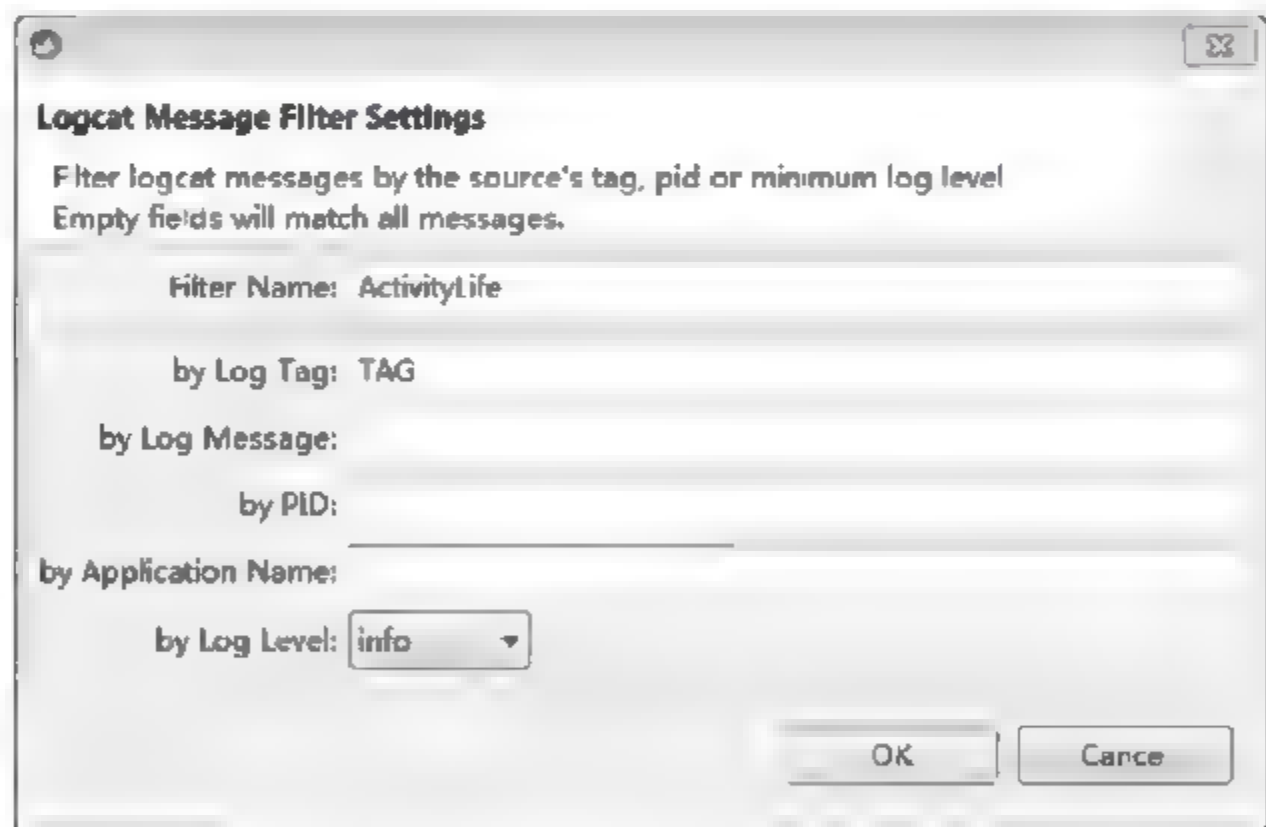 Logcat Message Filter Settings
Filter logcat messages by the source's tag, pid or minimum log level
Empty fields will match all messages.
Filter Name: ActivityLife
by Log Tag: TAG
by Log Message:
by PID:
by Application Name:
by Log Level: info
OK Cance